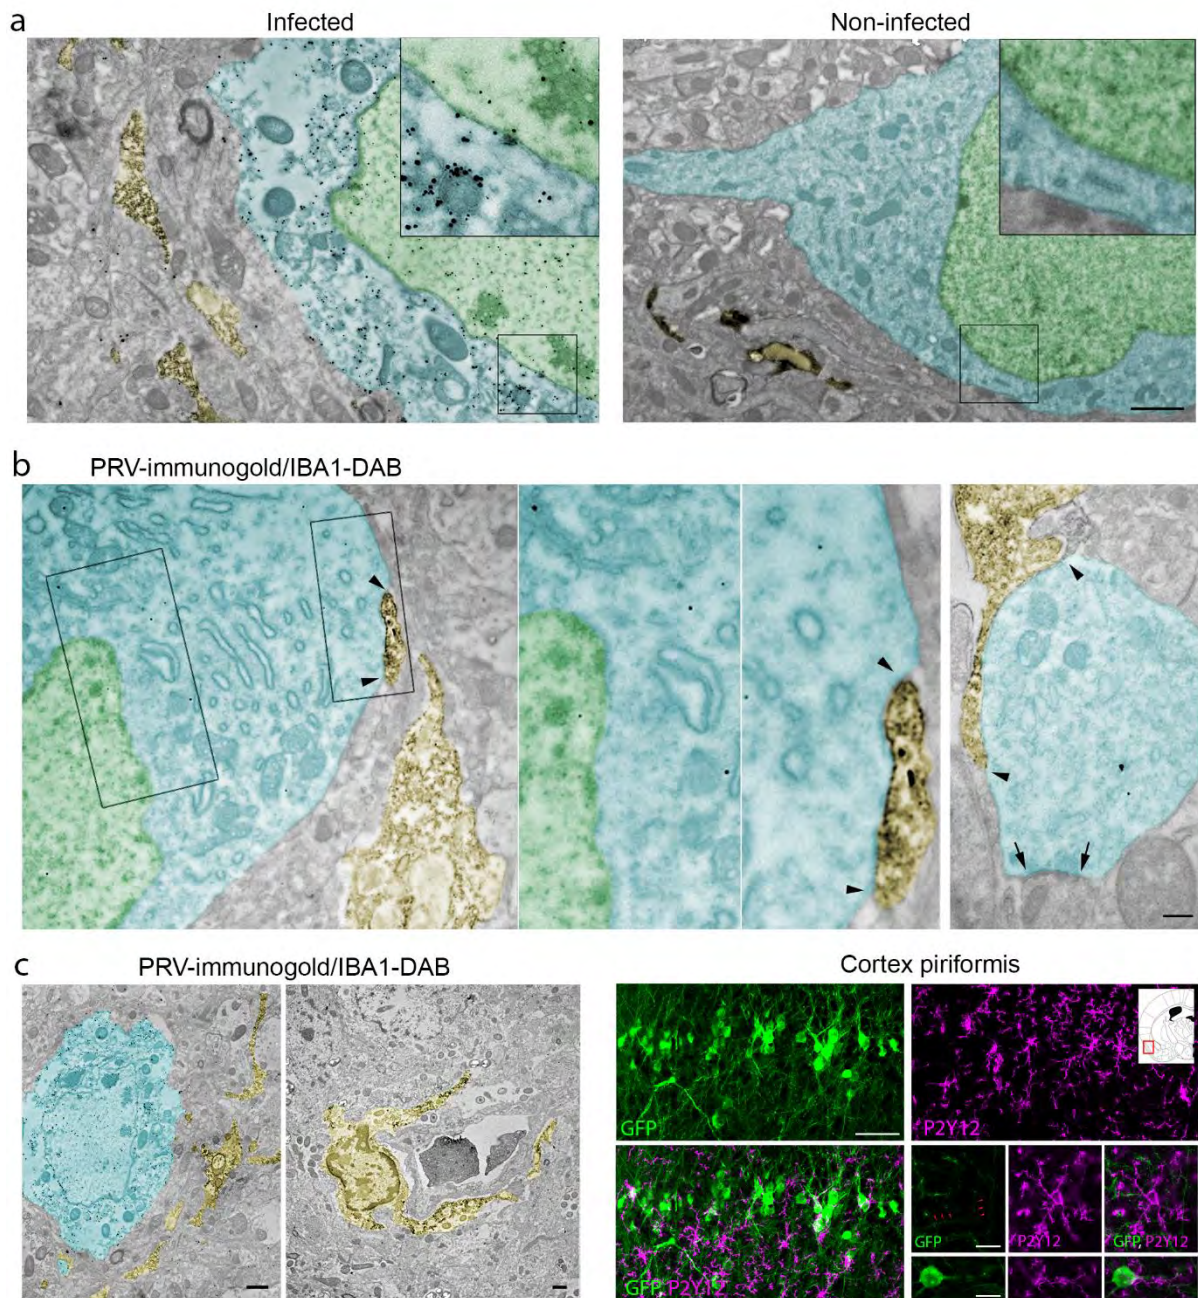 a
Infected
Non-infected
b
PRV-immunogold/IBA1-DAB
c
PRV-immunogold/IBA1-DAB
Cortex piriformis
GFP
P2Y12
GFP, P2Y12
GFP
P2Y12
GFP, P2Y12